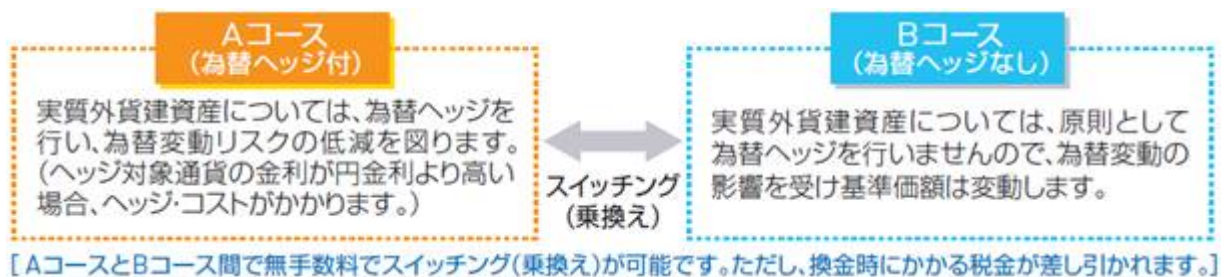 Aコース
(為替ヘッジ付)
実質外貨建資産については、為替ヘッジを
行い、為替変動リスクの低減を図ります。
(ヘッジ対象通貨の金利が円金利より高い
場合、ヘッジ・コストがかかります。)
スイッチング
(乗換え)
Bコース
(為替ヘッジなし)
実質外貨建資産については、原則として
為替ヘッジを行いませんので、為替変動の
影響を受け基準価額は変動します。
[AコースとBコース間で無手数料でスイッチング(乗換え)が可能です。ただし、換金時にかかる税金が差し引かれます。]